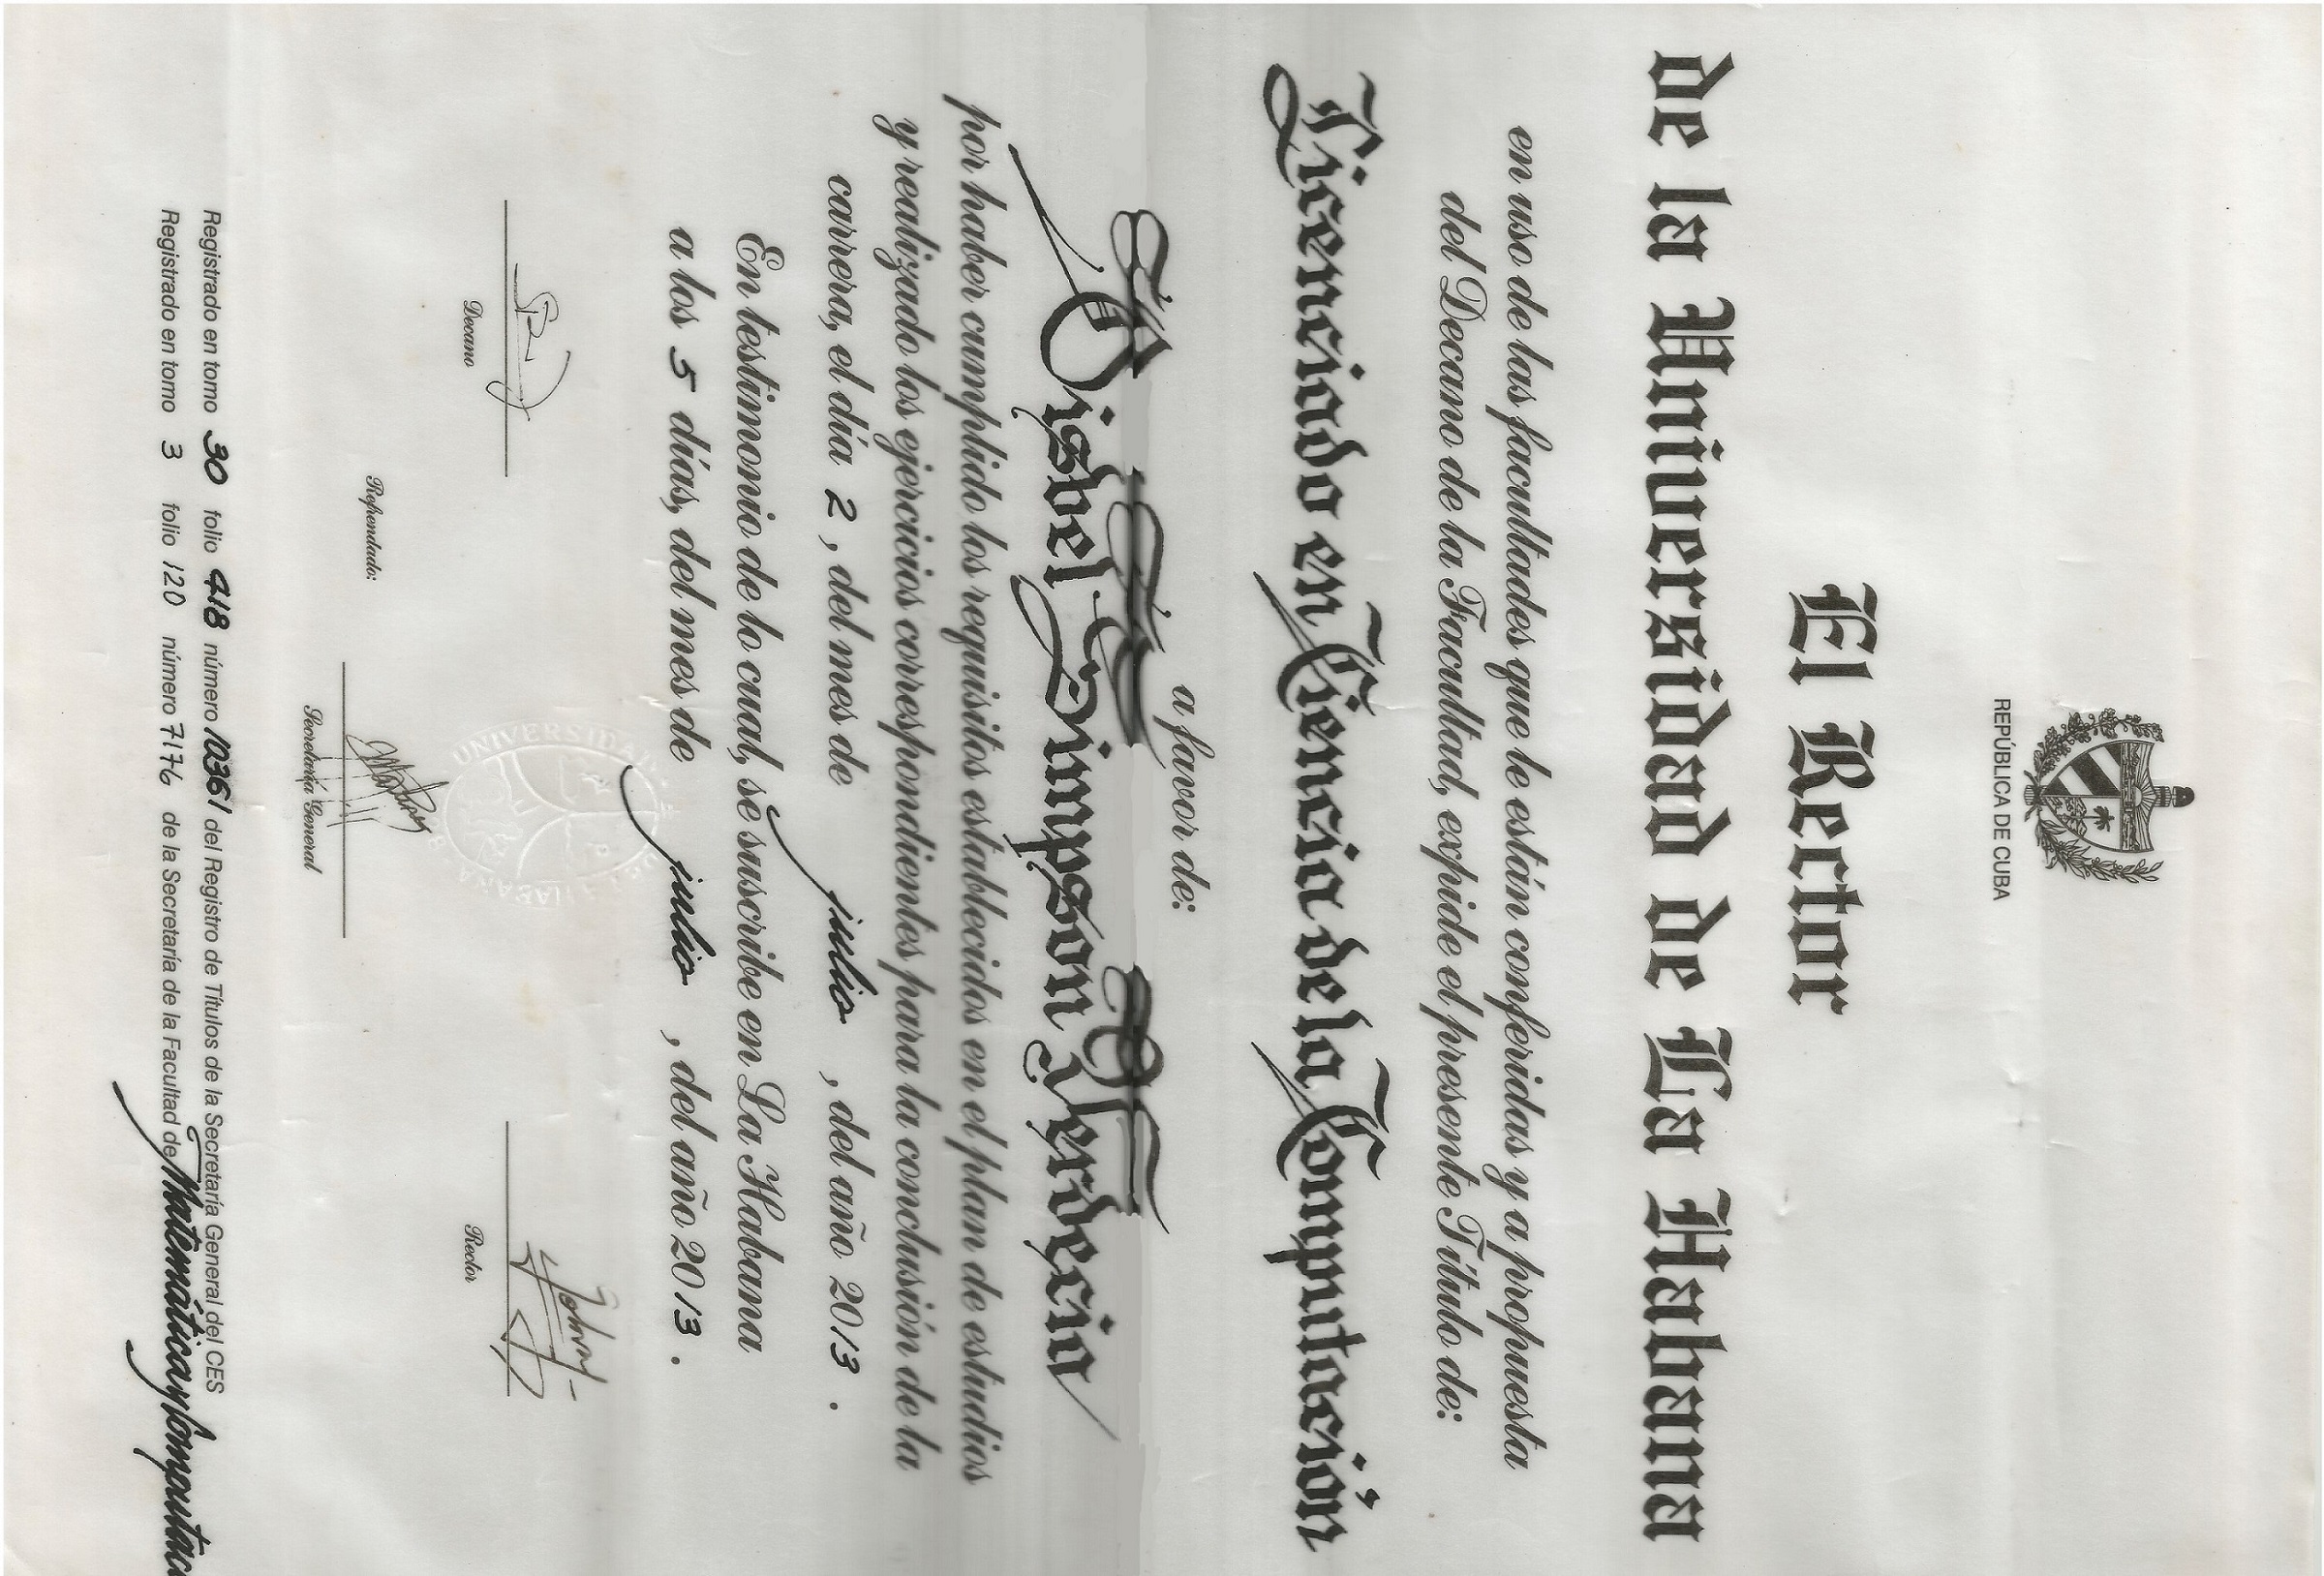 REPÚBLICA DE CUBA
El Rector
de la Universidad de La Habana
en uso de las facultades que le están conferidas y a propuesta
del Decano de la Facultad, expide el presente Título de:
Licenciado en Ciencia de la Computación
a favor de:
Disbel Simpson Verdecia
por haber cumplido los requisitos establecidos en el plan de estudios
y realizado los ejercicios correspondientes para la conclusión de la
carrera, el día 2, del mes de julio, del año 2013.
En testimonio de lo cual, se suscribe en La Habana
a los 5 días, del mes de julio, del año 2013.
Decano
Rector
Refrendado:
Secretaría General
Registrado en tomo 30 folio 418 número 10361 del Registro de Títulos de la Secretaría General del CES
Registrado en tomo 3 folio 120 número 7176 de la Secretaría de la Facultad de Matemática y Computac